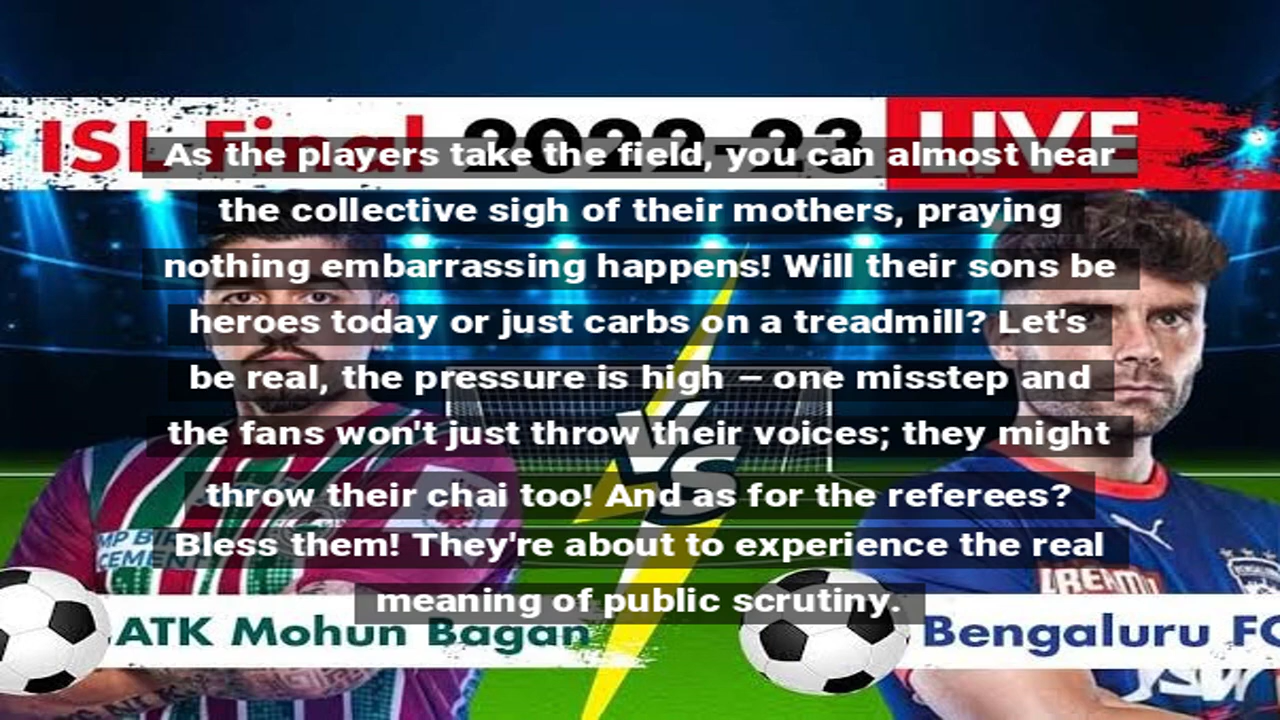 ISL Final 2022-23 LIVE
As the players take the field, you can almost hear
the collective sigh of their mothers, praying
nothing embarrassing happens! Will their sons be
heroes today or just carbs on a treadmill? Let's
be real, the pressure is high – one misstep and
the fans won't just throw their voices; they might
VS
throw their chai too! And as for the referees?
Bless them! They're about to experience the real
meaning of public scrutiny.
CEMENT
ATK Mohun Bagan
Bengaluru FC